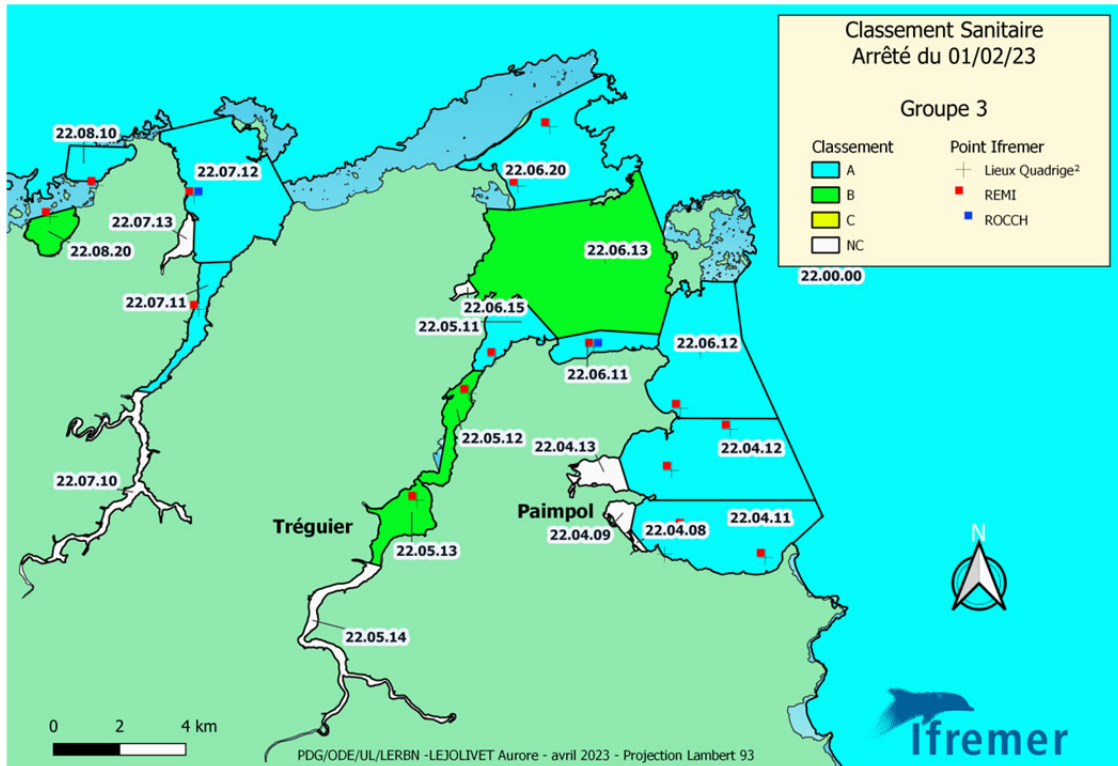 Classement Sanitaire
Arrêté du 01/02/23
Groupe 3
Classement
A
B
C
NC
Point Ifremer
Lieux Quadrige²
REMI
ROCCH
22.08.10
22.07.12
22.06.20
22.07.13
22.08.20
22.06.13
22.00.00
22.07.11
22.06.15
22.05.11
22.06.12
22.06.11
22.05.12
22.04.13
22.04.12
22.07.10
Tréguier
Paimpol
22.04.11
22.04.08
22.04.09
22.05.13
N
22.05.14
0 2 4 km
PDG/ODE/UL/LERBN -LEJOLIVET Aurore - avril 2023 - Projection Lambert 93
Ifremer